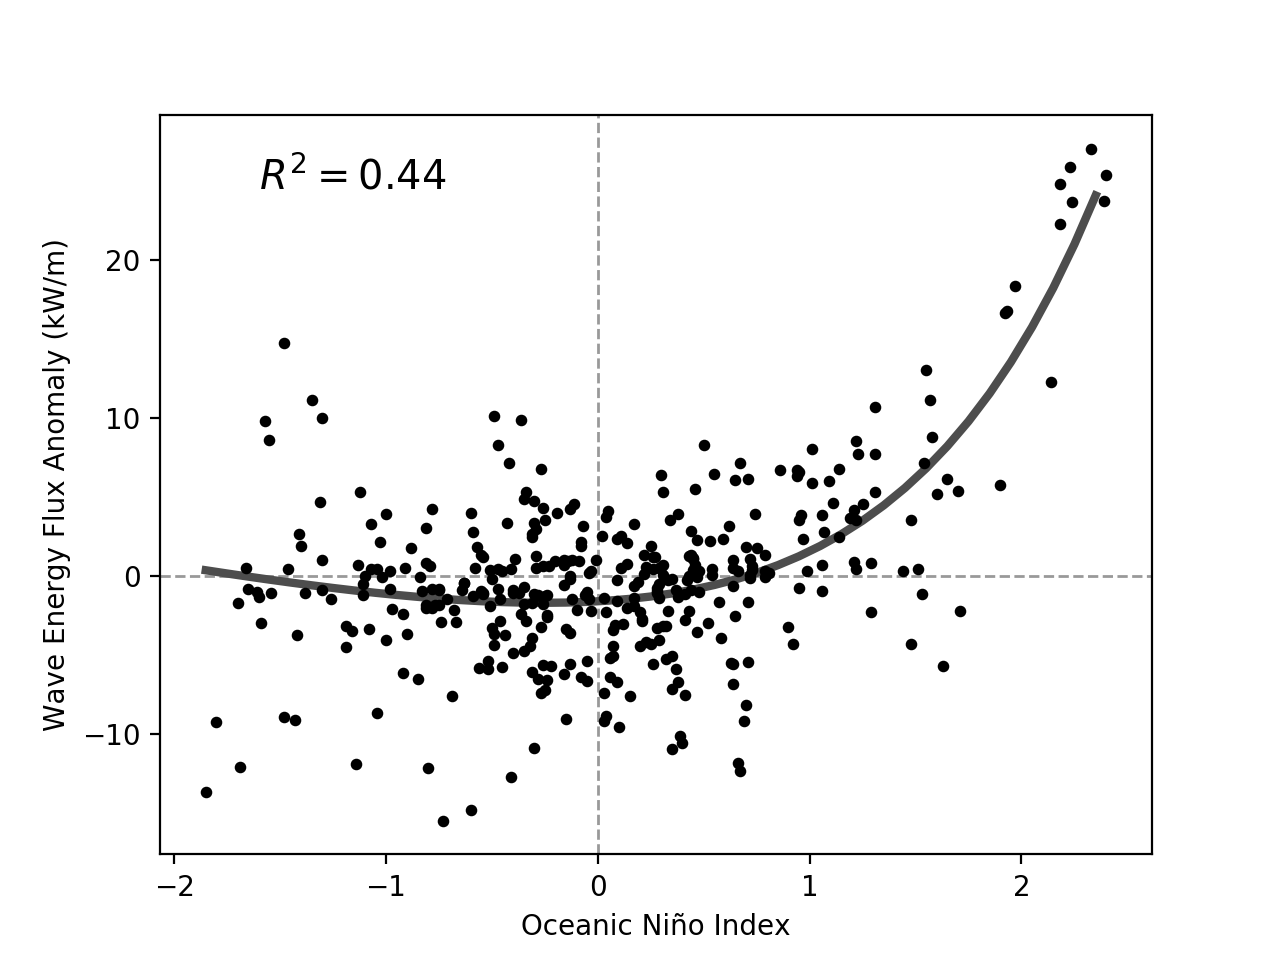 R² = 0.44
Wave Energy Flux Anomaly (kW/m)
20
10
0
−10
−2 −1 0 1 2
Oceanic Niño Index